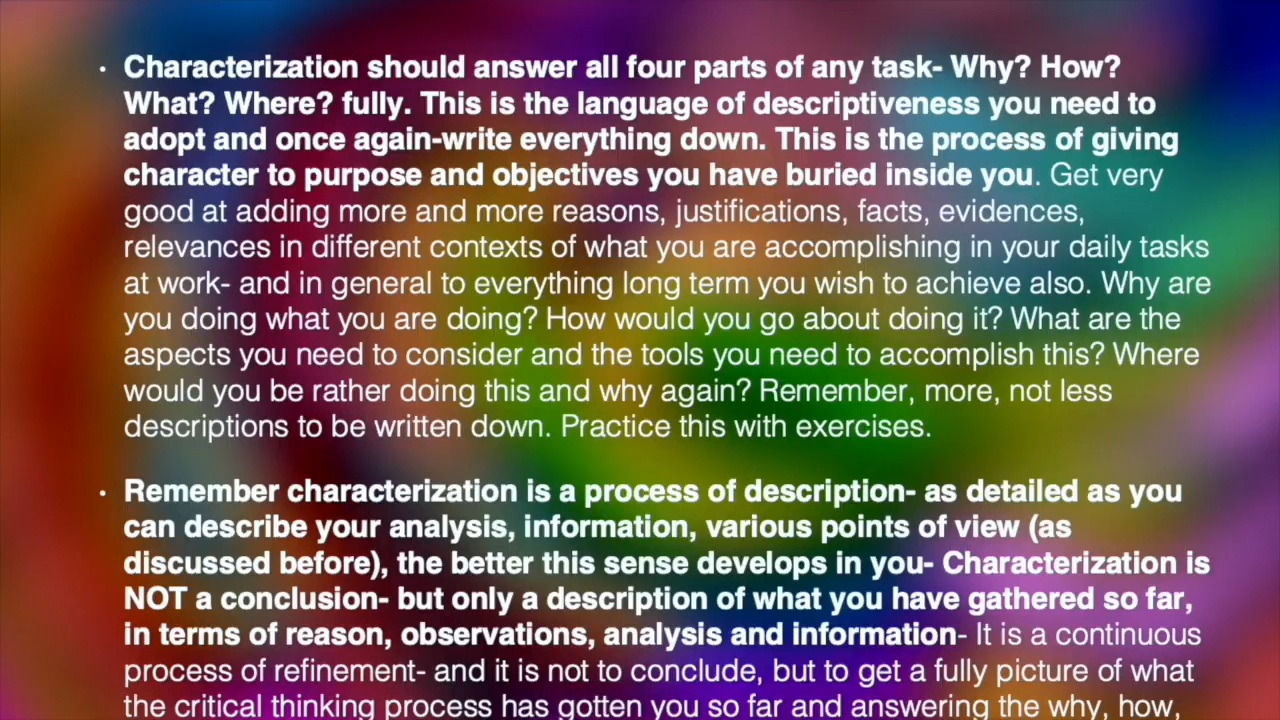 • Characterization should answer all four parts of any task- Why? How?
What? Where? fully. This is the language of descriptiveness you need to
adopt and once again-write everything down. This is the process of giving
character to purpose and objectives you have buried inside you. Get very
good at adding more and more reasons, justifications, facts, evidences,
relevances in different contexts of what you are accomplishing in your daily tasks
at work- and in general to everything long term you wish to achieve also. Why are
you doing what you are doing? How would you go about doing it? What are the
aspects you need to consider and the tools you need to accomplish this? Where
would you be rather doing this and why again? Remember, more, not less
descriptions to be written down. Practice this with exercises.
• Remember characterization is a process of description- as detailed as you
can describe your analysis, information, various points of view (as
discussed before), the better this sense develops in you- Characterization is
NOT a conclusion- but only a description of what you have gathered so far,
in terms of reason, observations, analysis and information- It is a continuous
process of refinement- and it is not to conclude, but to get a fully picture of what
the critical thinking process has gotten you so far and answering the why, how,